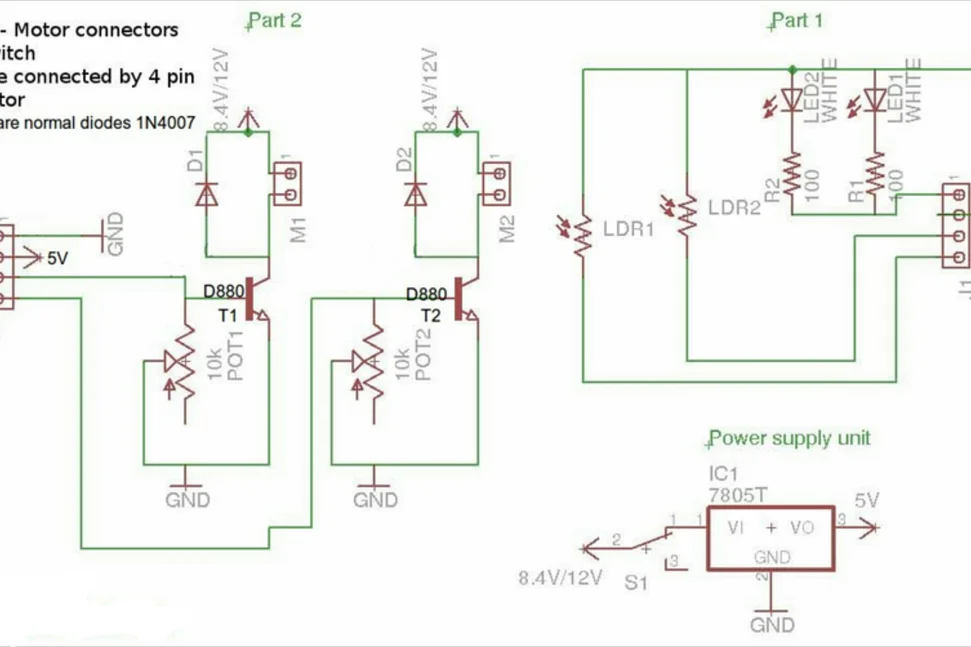 - Motor connectors
itch
e connected by 4 pin
tor
are normal diodes 1N4007
Part 2
Part 1
8.4V/12V
8.4V/12V
LED2
WHITE
LED1
WHITE
D1
1
M1
D2
1
M2
R2
100
R1
100
1
LDR1
LDR2
J1
GND
5V
D880
T1
D880
T2
10k
POT1
10k
POT2
GND
GND
Power supply unit
IC1
7805T
5V
1
1
VI + VO
3
2
GND
3
8.4V/12V
S1
2
GND